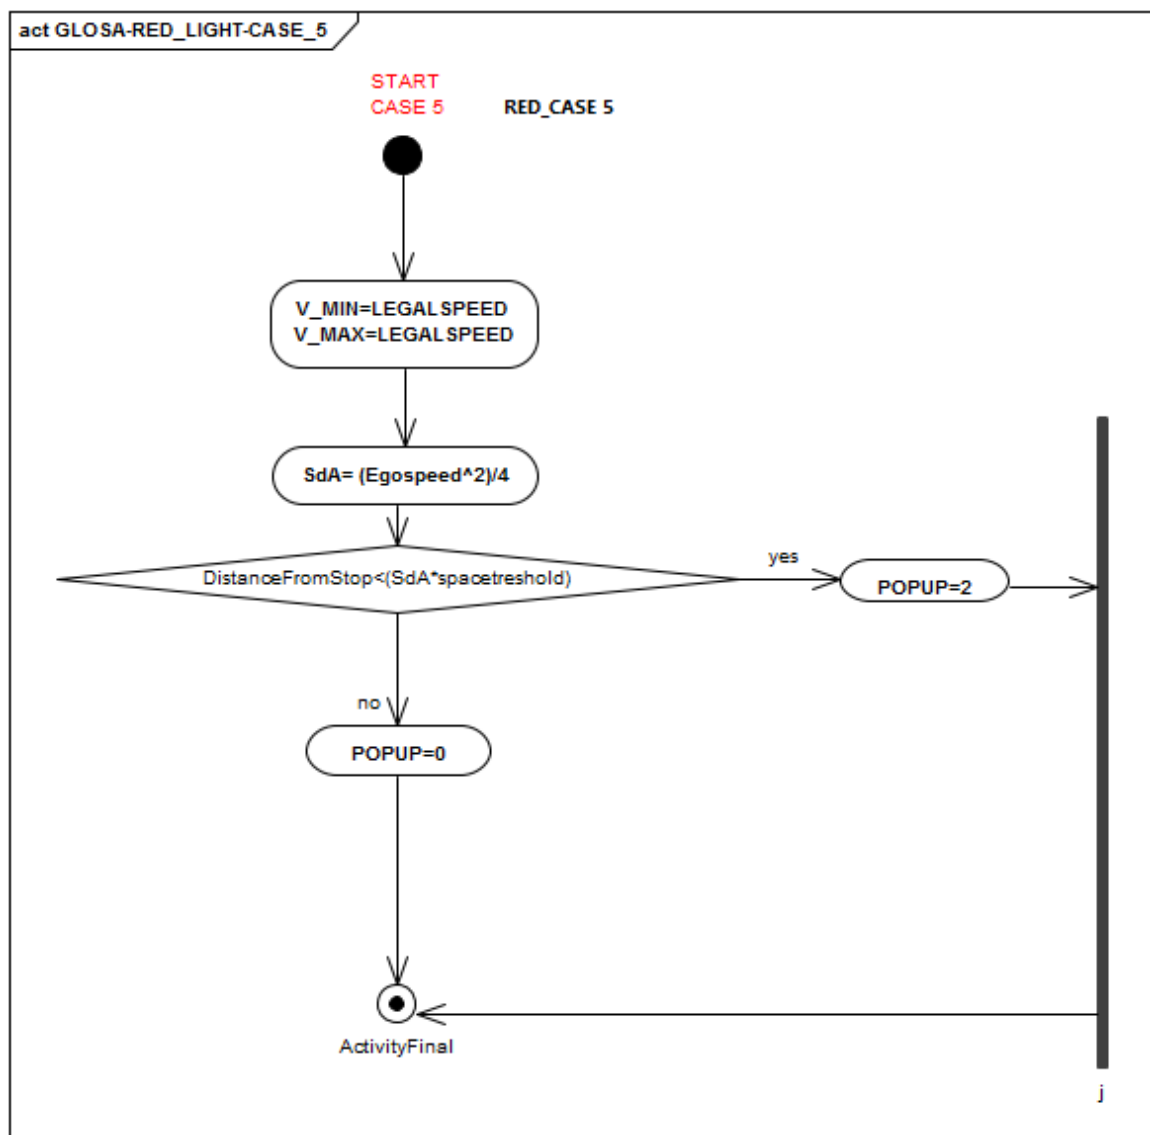 act GLOSA-RED_LIGHT-CASE_5
START
CASE 5
RED_CASE 5
V_MIN=LEGALSPEED
V_MAX=LEGALSPEED
SdA= (Egospeed^2)/4
DistanceFromStop<(SdA*spacetreshold)
yes
POPUP=2
no
POPUP=0
ActivityFinal
j